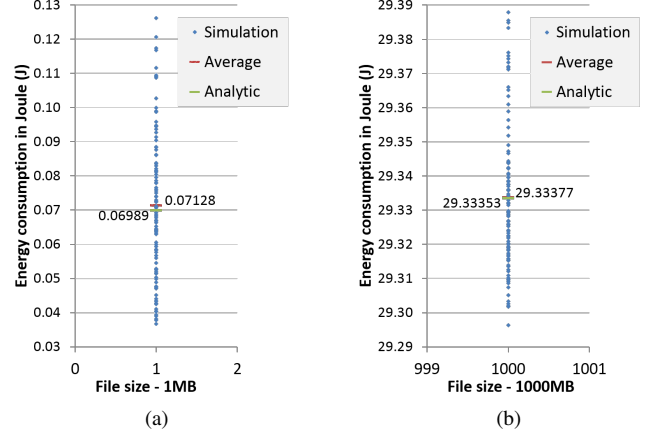 0.13
0.12
0.11
0.10
0.09
0.08
0.07
0.06
0.05
0.04
0.03
Energy consumption in Joule (J)
Simulation
Average
Analytic
0.07128
0.06989
0 1 2
File size - 1MB
(a)
29.39
29.38
29.37
29.36
29.35
29.34
29.33
29.32
29.31
29.30
29.29
Energy consumption in Joule (J)
Simulation
Average
Analytic
29.33377
29.33353
999 1000 1001
File size - 1000MB
(b)